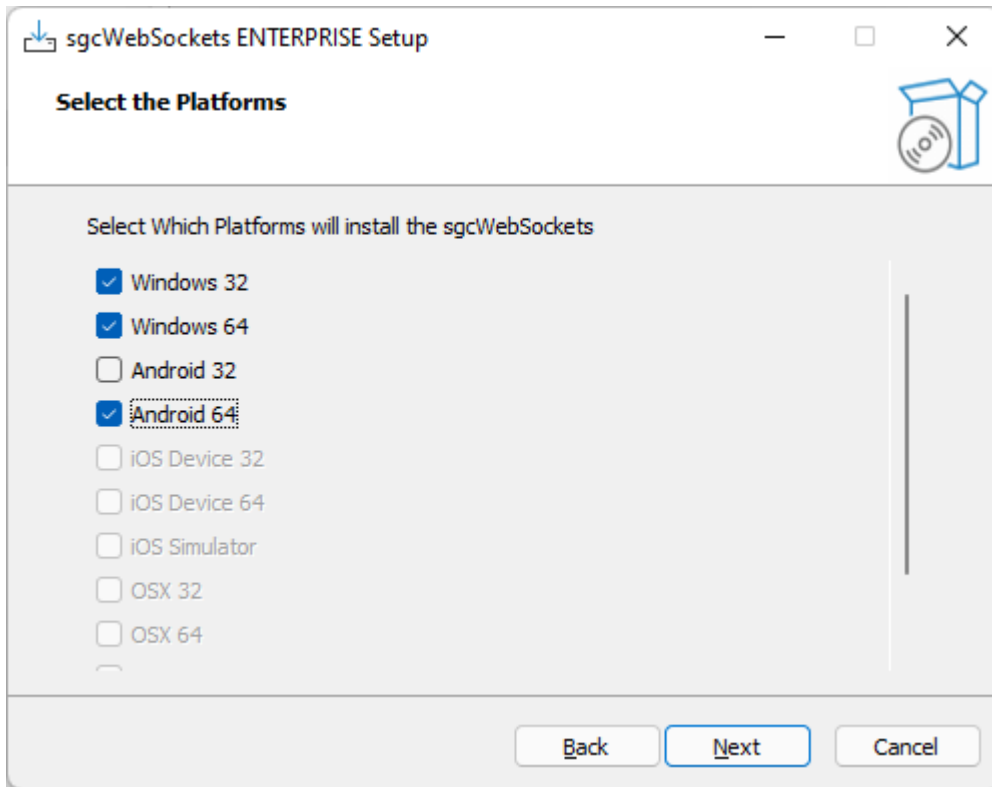 sgcWebSockets ENTERPRISE Setup
Select the Platforms
Select Which Platforms will install the sgcWebSockets
Windows 32
Windows 64
Android 32
Android 64
iOS Device 32
iOS Device 64
iOS Simulator
OSX 32
OSX 64
Back Next Cancel